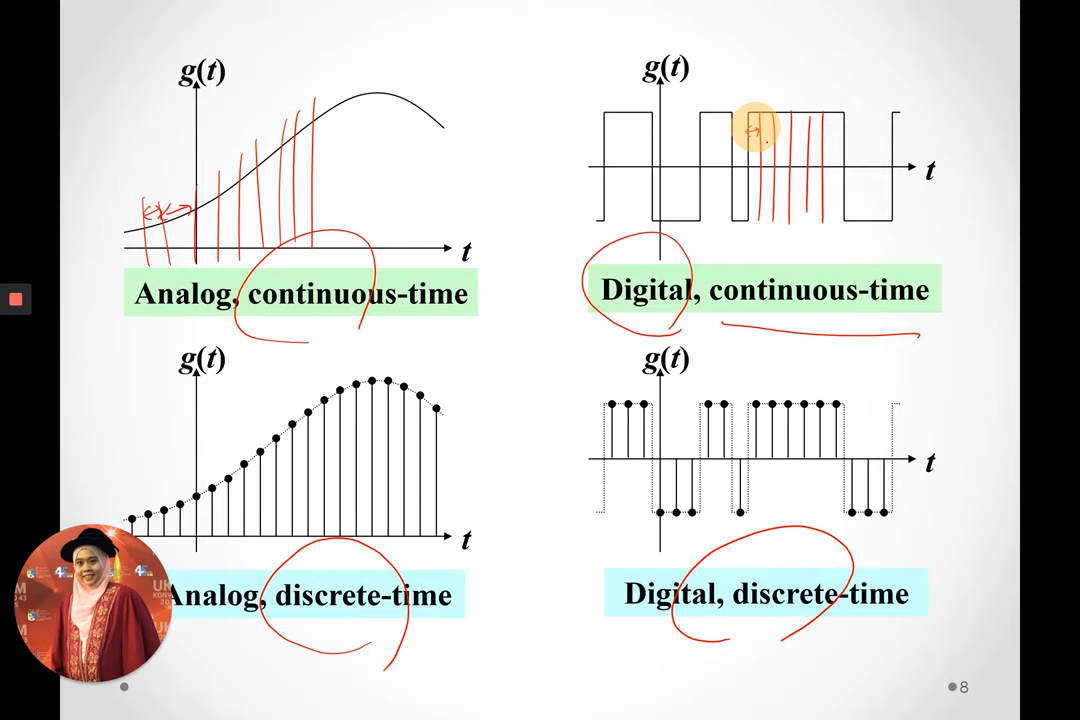 g(t)
t
Analog, continuous-time
g(t)
t
Digital, continuous-time
g(t)
t
Analog, discrete-time
g(t)
t
Digital, discrete-time
8